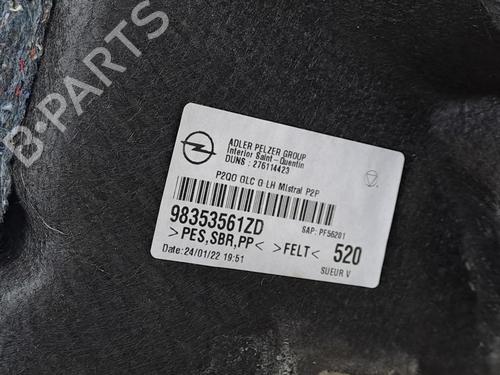 B-PARTS
ADLER PELZER GROUP
Interior Saint-Quentin
DUNS : 276114423
P2QO GLC G LH Mistral P2P
98353561ZD
SAP: PF56201
>PES,SBR,PP< >FELT< 520
Date:24/01/22 19:51
SUEUR V